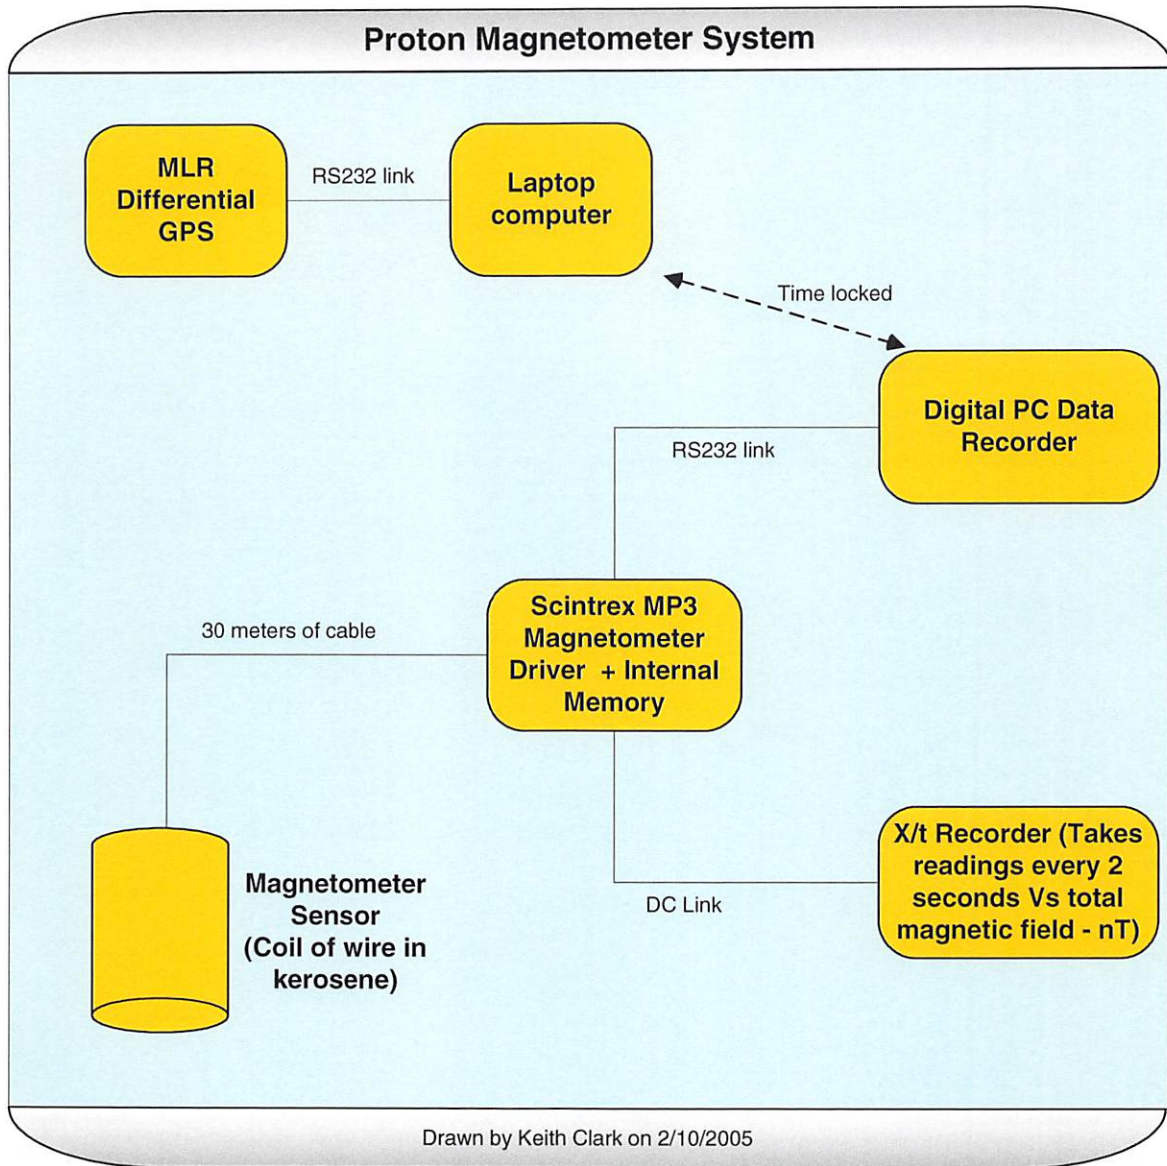 Proton Magnetometer System
MLR
Differential
GPS
RS232 link
Laptop
computer
Time locked
Digital PC Data
Recorder
RS232 link
Scintrex MP3
Magnetometer
Driver + Internal
Memory
30 meters of cable
Magnetometer
Sensor
(Coil of wire in
kerosene)
DC Link
X/t Recorder (Takes
readings every 2
seconds Vs total
magnetic field - nT)
Drawn by Keith Clark on 2/10/2005